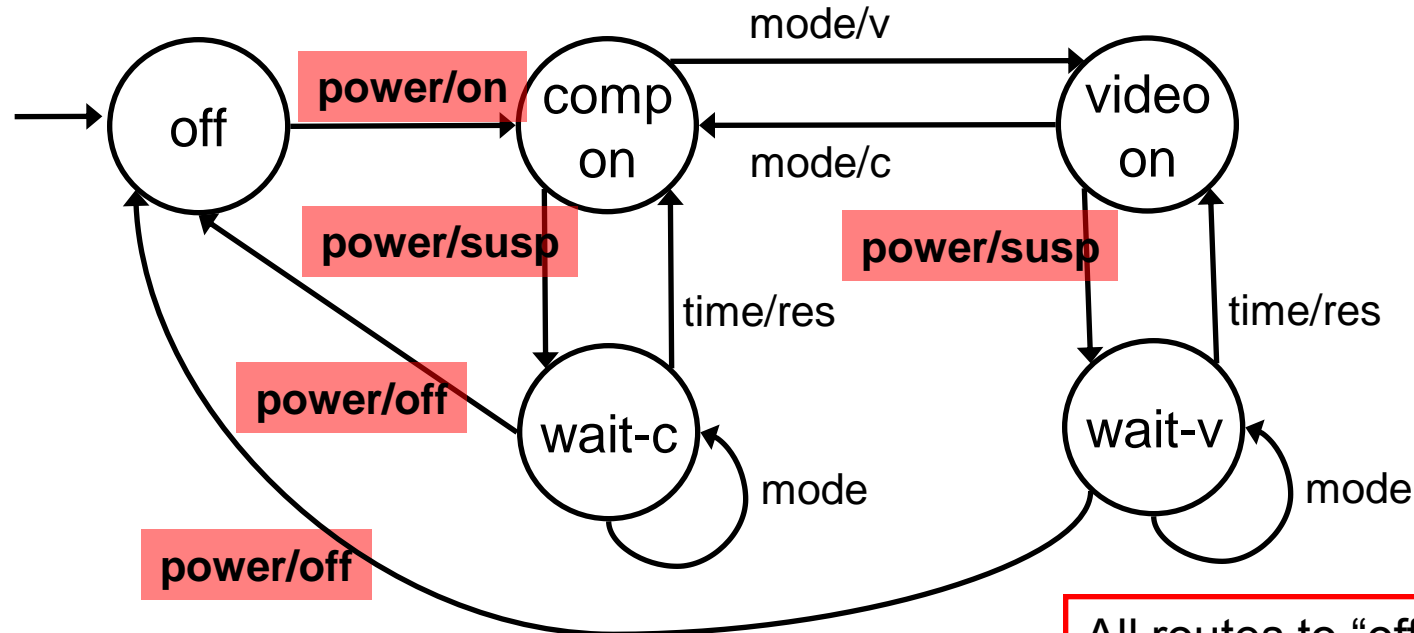 mode/v
power/on
off
comp
on
video
on
mode/c
power/susp
power/susp
time/res
time/res
power/off
wait-c
wait-v
mode
mode
power/off
All routes to “off